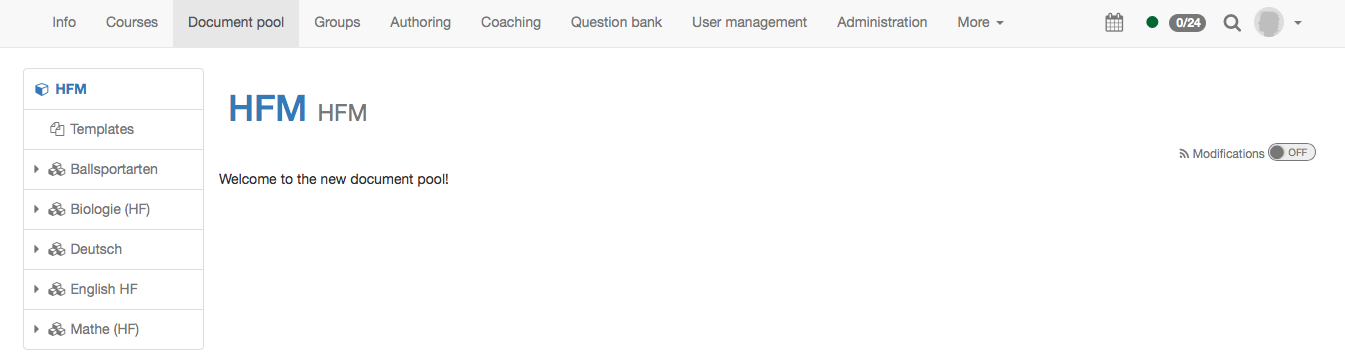 Info Courses Document pool Groups Authoring Coaching Question bank User management Administration More 0/24
HFM
Templates
Ballsportarten
Biologie (HF)
Deutsch
English HF
Mathe (HF)
HFM HFM
Modifications OFF
Welcome to the new document pool!